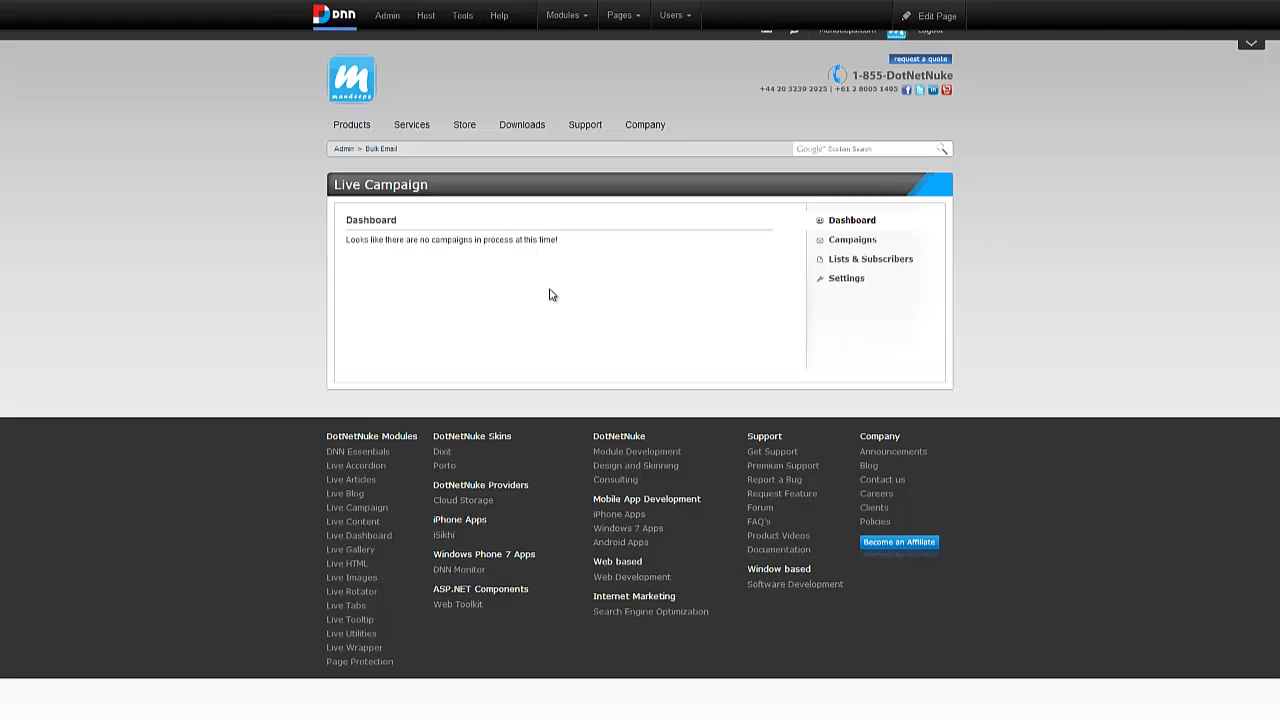 DNN Admin Host Tools Help Modules Pages Users Edit Page
Mandeeps.com Logout
request a quote
1-855-DotNetNuke
+44 20 3239 2925 | +61 2 8005 1495
mandeeps
Products Services Store Downloads Support Company
Admin > Bulk Email
Google™ Custom Search
Live Campaign
Dashboard
Looks like there are no campaigns in process at this time!
Dashboard
Campaigns
Lists & Subscribers
Settings
DotNetNuke Modules
DNN Essentials
Live Accordion
Live Articles
Live Blog
Live Campaign
Live Content
Live Dashboard
Live Gallery
Live HTML
Live Images
Live Rotator
Live Tabs
Live Tooltip
Live Utilities
Live Wrapper
Page Protection
DotNetNuke Skins
Dixit
Porto
DotNetNuke Providers
Cloud Storage
iPhone Apps
iSikhi
Windows Phone 7 Apps
DNN Monitor
ASP.NET Components
Web Toolkit
DotNetNuke
Module Development
Design and Skinning
Consulting
Mobile App Development
iPhone Apps
Windows 7 Apps
Android Apps
Web based
Web Development
Internet Marketing
Search Engine Optimization
Support
Get Support
Premium Support
Report a Bug
Request Feature
Forum
FAQ's
Product Videos
Documentation
Window based
Software Development
Company
Announcements
Blog
Contact us
Careers
Clients
Policies
Become an Affiliate